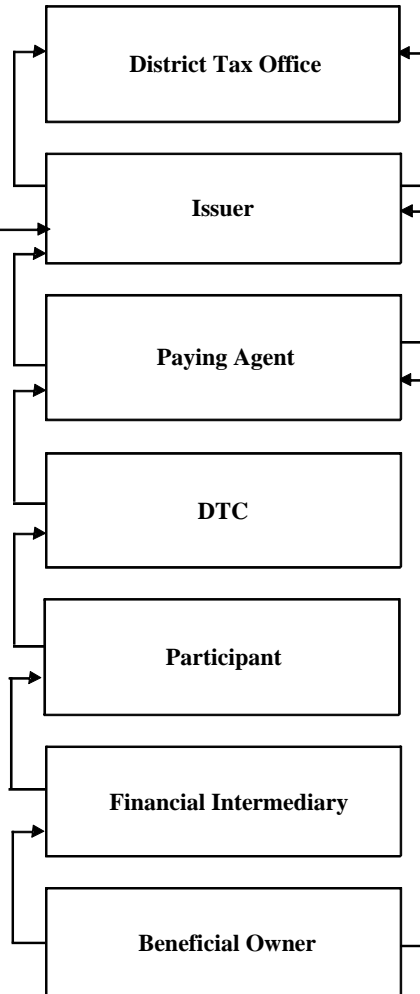 District Tax Office
Issuer
Paying Agent
DTC
Participant
Financial Intermediary
Beneficial Owner